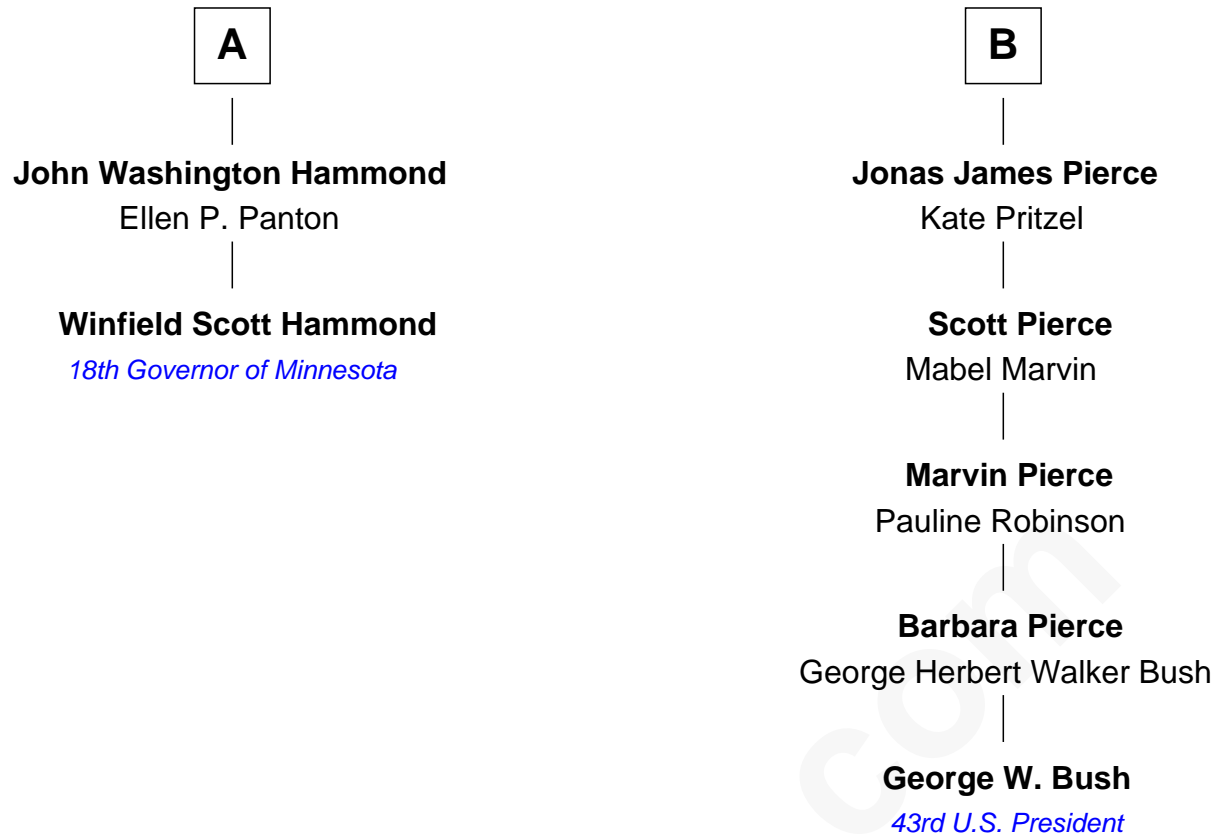 A
John Washington Hammond
Ellen P. Panton
Winfield Scott Hammond
18th Governor of Minnesota
B
Jonas James Pierce
Kate Pritzel
Scott Pierce
Mabel Marvin
Marvin Pierce
Pauline Robinson
Barbara Pierce
George Herbert Walker Bush
George W. Bush
43rd U.S. President
com